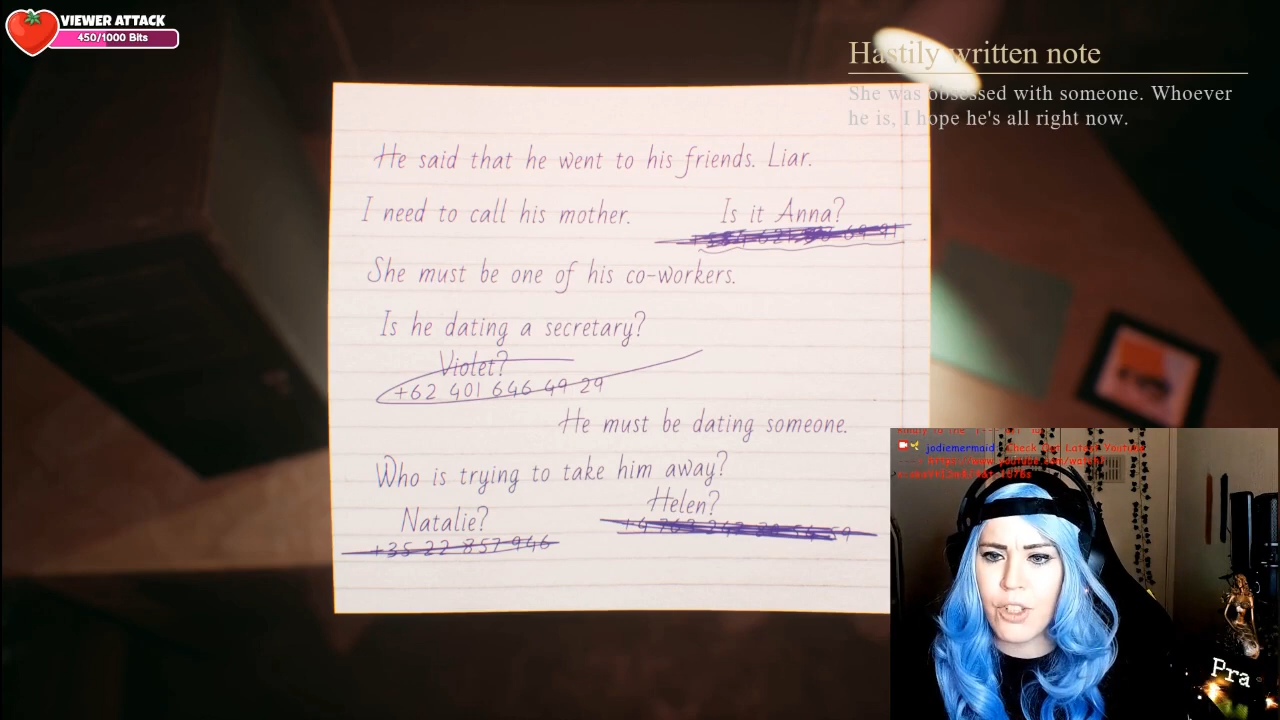 VIEWER ATTACK
450/1000 Bits
Hastily written note
She was obsessed with someone. Whoever
he is, I hope he's all right now.
He said that he went to his friends. Liar.
I need to call his mother.
Is it Anna?
She must be one of his co-workers.
Is he dating a secretary?
Violet?
+62 401 646 49 29
He must be dating someone.
Who is trying to take him away?
Helen?
Natalie?
+35 22 857 946
jodiemermaid: Check Out Latest Youtube
Pra